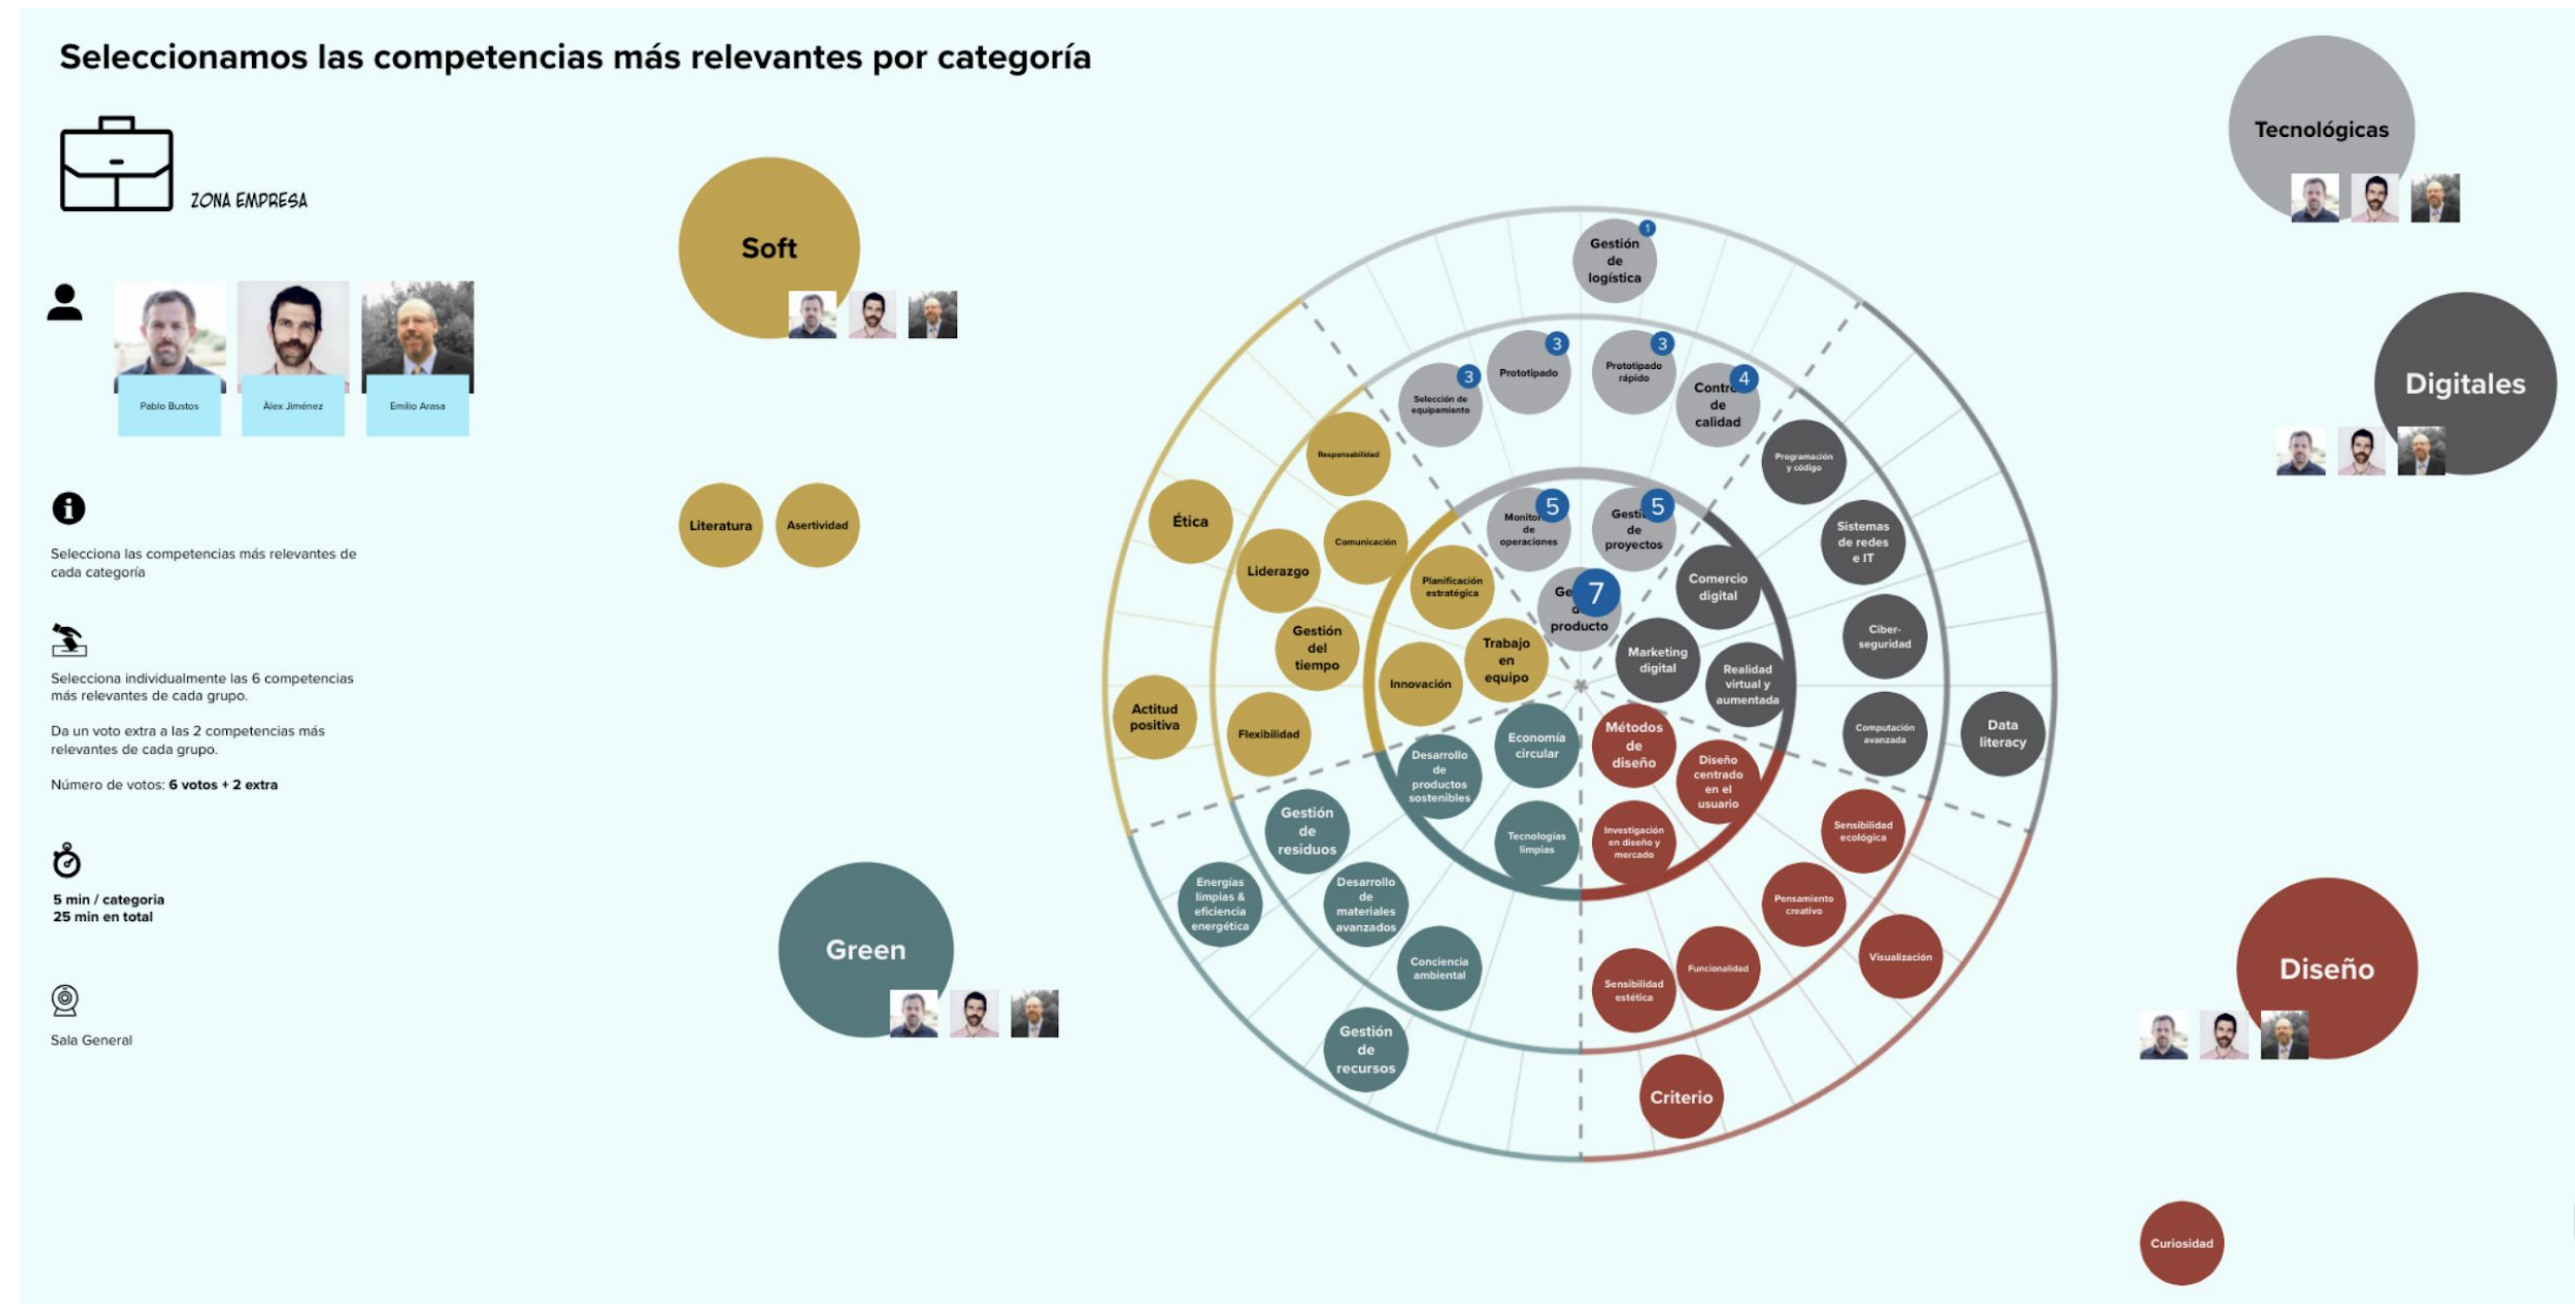 Seleccionamos las competencias más relevantes por categoría
ZONA EMPRESA
Pablo Bustos
Àlex Jiménez
Emilio Arasa
Selecciona las competencias más relevantes de
cada categoría
Selecciona individualmente las 6 competencias
más relevantes de cada grupo.
Da un voto extra a las 2 competencias más
relevantes de cada grupo.
Número de votos: 6 votos + 2 extra
5 min / categoria
25 min en total
Sala General
Soft
Literatura
Asertividad
Green
Tecnológicas
Digitales
Diseño
Curiosidad
1
Gestión
de
logística
3
Selección de
equipamiento
3
Prototipado
3
Prototipado
rápido
4
de
calidad
5
de
operaciones
5
de
proyectos
7
producto
Responsabilidad
Ética
Liderazgo
Comunicación
Planificación
estratégica
Gestión
del
tiempo
Trabajo
en
equipo
Innovación
Actitud
positiva
Flexibilidad
Programación
y código
Sistemas
de redes
e IT
Comercio
digital
Ciber-
seguridad
Marketing
digital
Realidad
virtual y
aumentada
Computación
avanzada
Data
literacy
Economía
circular
Desarrollo
de
productos
sostenibles
Tecnologías
limpias
Gestión
de
residuos
Energías
limpias &
eficiencia
energética
Desarrollo
de
materiales
avanzados
Conciencia
ambiental
Gestión
de
recursos
Métodos
de
diseño
Diseño
centrado
en el
usuario
Investigación
en diseño y
mercado
Sensibilidad
ecológica
Pensamiento
creativo
Visualización
Funcionalidad
Sensibilidad
estética
Criterio